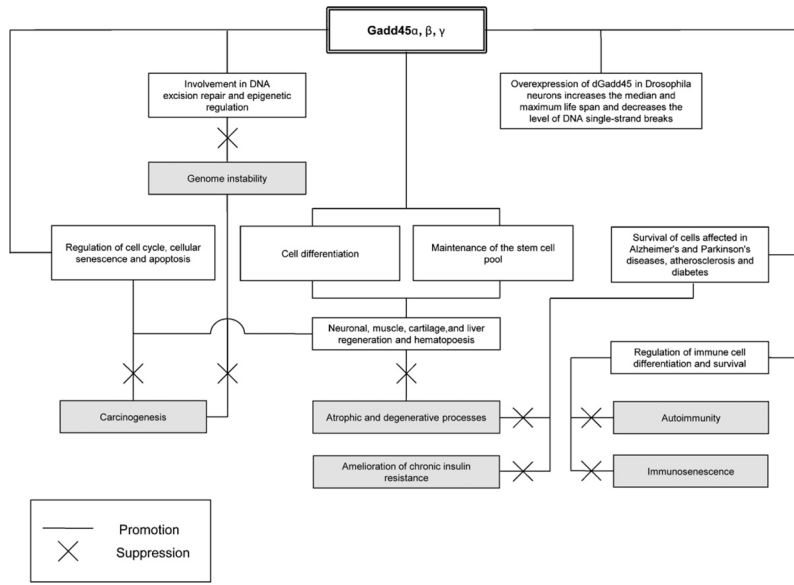 Gadd45α, β, γ
Involvement in DNA
excision repair and epigenetic
regulation
Overexpression of dGadd45 in Drosophila
neurons increases the median and
maximum life span and decreases the
level of DNA single-strand breaks
Genome instability
Regulation of cell cycle, cellular
senescence and apoptosis
Cell differentiation
Maintenance of the stem cell
pool
Survival of cells affected in
Alzheimer's and Parkinson's
diseases, atherosclerosis and
diabetes
Neuronal, muscle, cartilage,and liver
regeneration and hematopoesis
Regulation of immune cell
differentiation and survival
Carcinogenesis
Atrophic and degenerative processes
Autoimmunity
Amelioration of chronic insulin
resistance
Immunosenescence
Promotion
Suppression